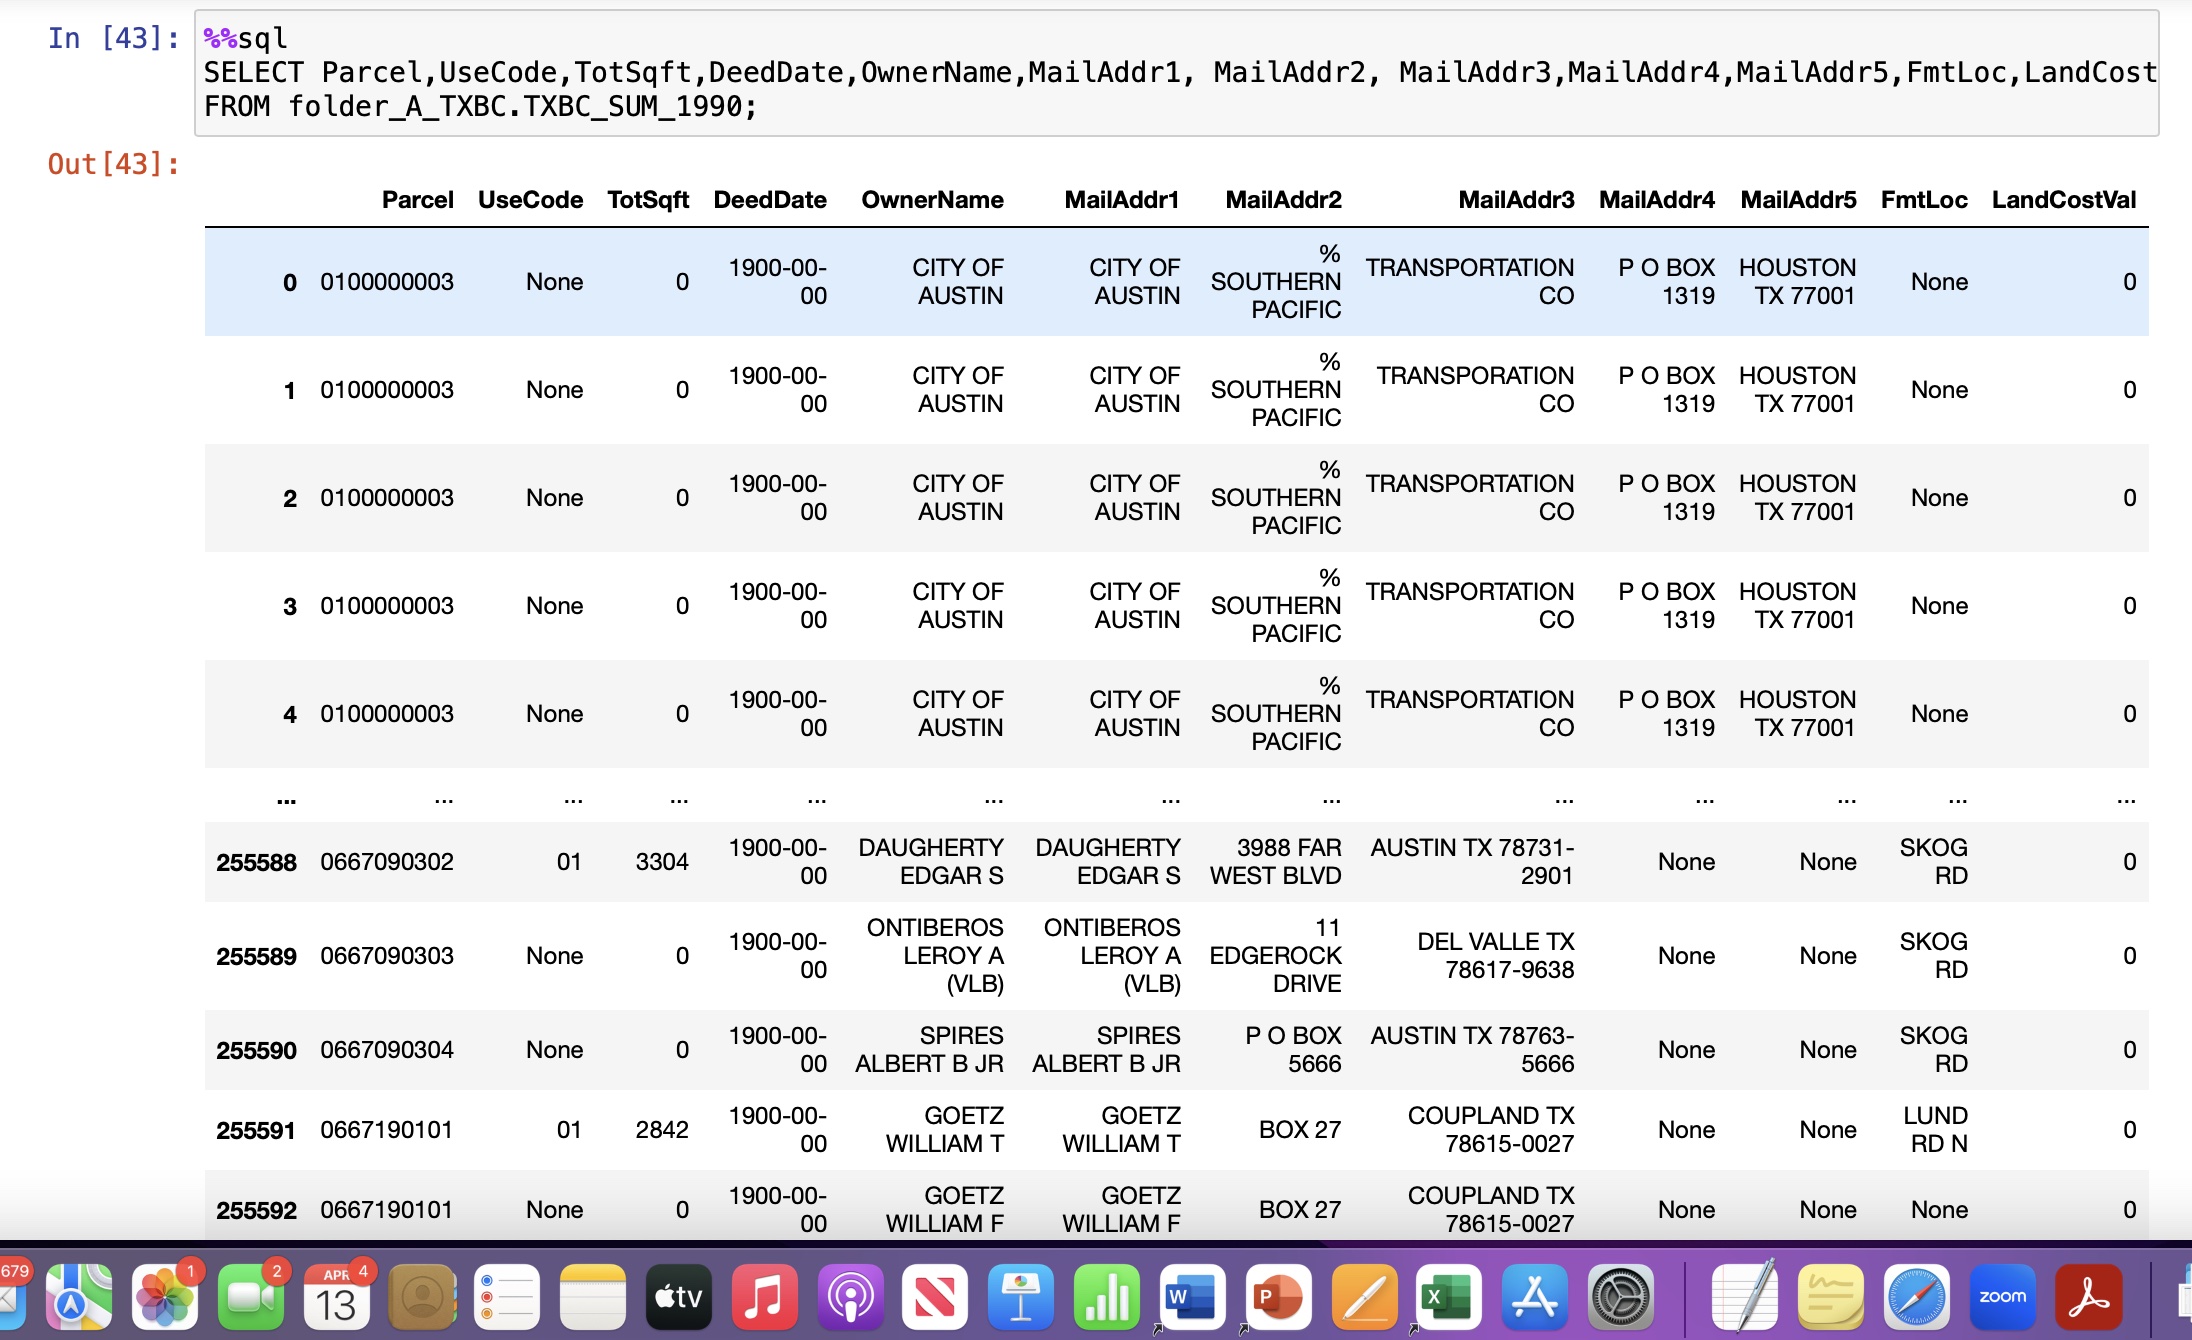 In [43]:
%%sql
SELECT Parcel,UseCode,TotSqft,DeedDate,OwnerName,MailAddr1, MailAddr2, MailAddr3,MailAddr4,MailAddr5,FmtLoc,LandCost
FROM folder_A_TXBC.TXBC_SUM_1990;
Out[43]:
Parcel UseCode TotSqft DeedDate OwnerName MailAddr1 MailAddr2 MailAddr3 MailAddr4 MailAddr5 FmtLoc LandCostVal
0 0100000003 None 0 1900-00-00 CITY OF AUSTIN CITY OF AUSTIN % SOUTHERN PACIFIC TRANSPORTATION CO P O BOX 1319 HOUSTON TX 77001 None 0
1 0100000003 None 0 1900-00-00 CITY OF AUSTIN CITY OF AUSTIN % SOUTHERN PACIFIC TRANSPORATION CO P O BOX 1319 HOUSTON TX 77001 None 0
2 0100000003 None 0 1900-00-00 CITY OF AUSTIN CITY OF AUSTIN % SOUTHERN PACIFIC TRANSPORTATION CO P O BOX 1319 HOUSTON TX 77001 None 0
3 0100000003 None 0 1900-00-00 CITY OF AUSTIN CITY OF AUSTIN % SOUTHERN PACIFIC TRANSPORTATION CO P O BOX 1319 HOUSTON TX 77001 None 0
4 0100000003 None 0 1900-00-00 CITY OF AUSTIN CITY OF AUSTIN % SOUTHERN PACIFIC TRANSPORTATION CO P O BOX 1319 HOUSTON TX 77001 None 0
... ... ... ... ... ... ... ... ... ... ... ... ...
255588 0667090302 01 3304 1900-00-00 DAUGHERTY EDGAR S DAUGHERTY EDGAR S 3988 FAR WEST BLVD AUSTIN TX 78731-2901 None None SKOG RD 0
255589 0667090303 None 0 1900-00-00 ONTIBEROS LEROY A (VLB) ONTIBEROS LEROY A (VLB) 11 EDGEROCK DRIVE DEL VALLE TX 78617-9638 None None SKOG RD 0
255590 0667090304 None 0 1900-00-00 SPIRES ALBERT B JR SPIRES ALBERT B JR P O BOX 5666 AUSTIN TX 78763-5666 None None SKOG RD 0
255591 0667190101 01 2842 1900-00-00 GOETZ WILLIAM T GOETZ WILLIAM T BOX 27 COUPLAND TX 78615-0027 None None LUND RD N 0
255592 0667190101 None 0 1900-00-00 GOETZ WILLIAM F GOETZ WILLIAM F BOX 27 COUPLAND TX 78615-0027 None None None 0
679 1 2 APR 4
13 tv W P X zoom